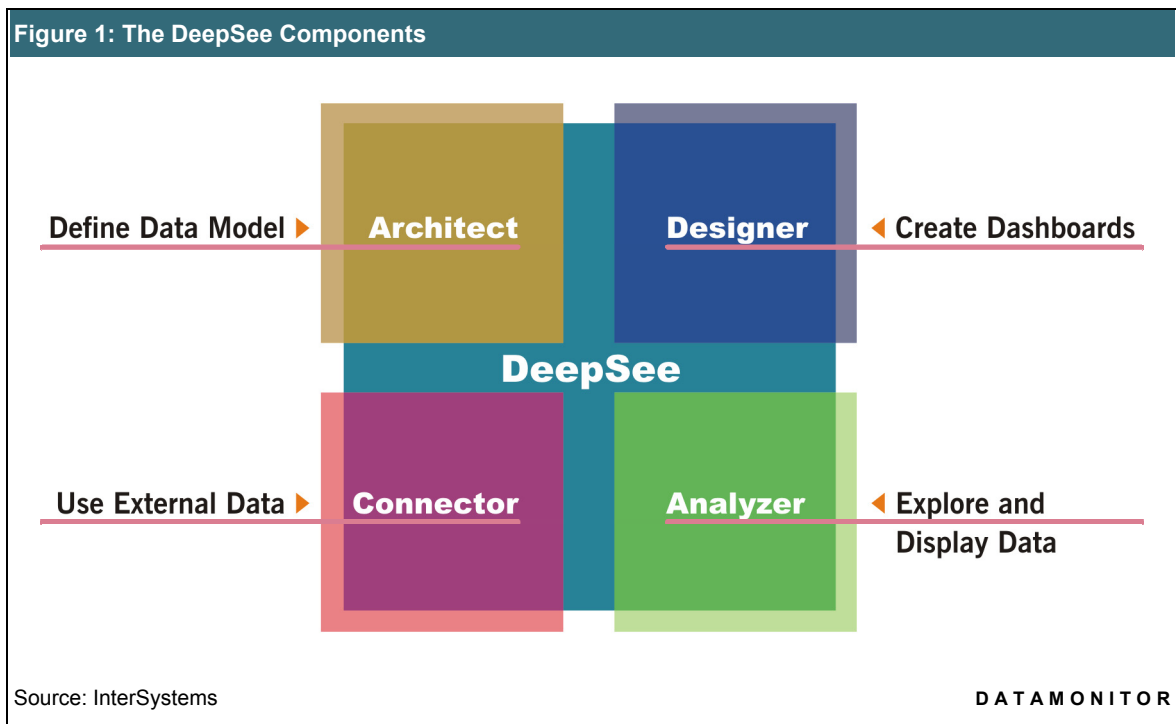 Figure 1: The DeepSee Components
Define Data Model
Architect
Designer
Create Dashboards
DeepSee
Use External Data
Connector
Analyzer
Explore and
Display Data
Source: InterSystems
DATAMONITOR